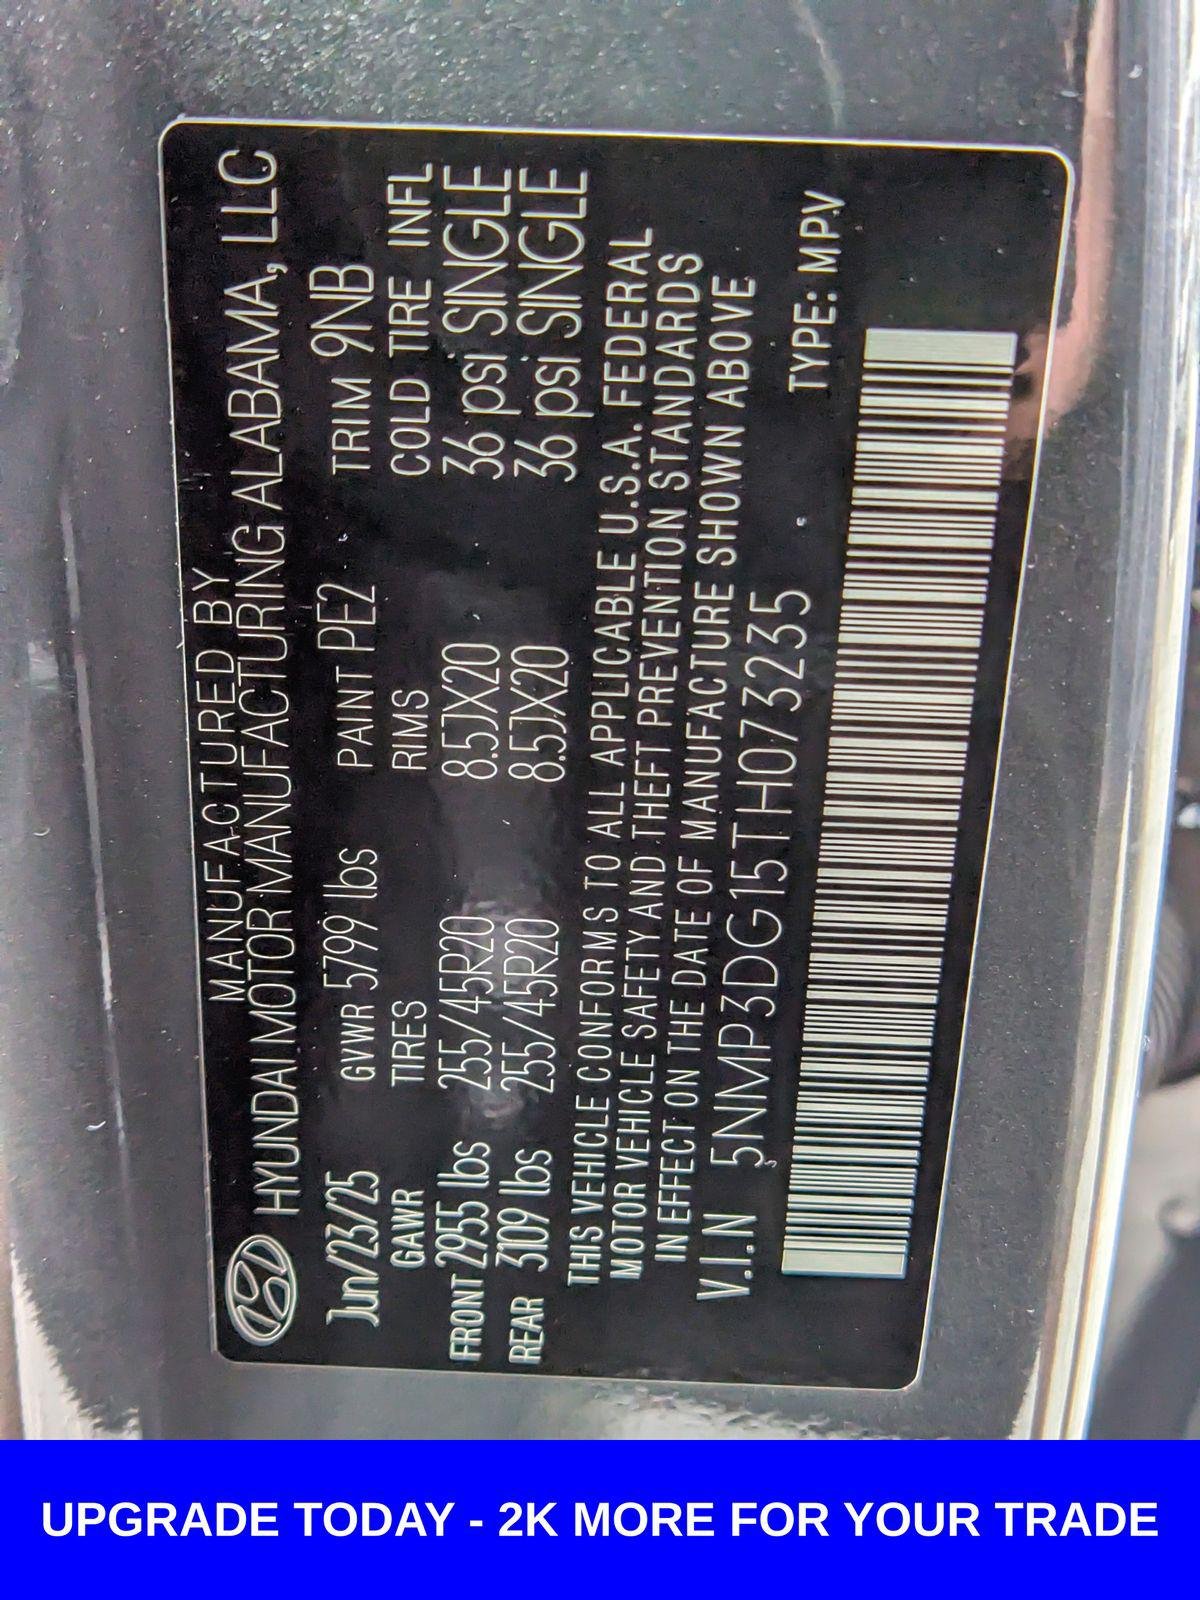 MANUFACTURED BY
HYUNDAI MOTOR MANUFACTURING ALABAMA, LLC
Jun/23/25 GVWR 5799 lbs PAINT PE2 TRIM 9NB
GAWR TIRES RIMS COLD TIRE INFL
FRONT 2955 lbs 255/45R20 8.5JX20 36 psi SINGLE
REAR 3109 lbs 255/45R20 8.5JX20 36 psi SINGLE
THIS VEHICLE CONFORMS TO ALL APPLICABLE U.S.A. FEDERAL
MOTOR VEHICLE SAFETY AND THEFT PREVENTION STANDARDS
IN EFFECT ON THE DATE OF MANUFACTURE SHOWN ABOVE
V.I.N 5NMP3DG15TH073235 TYPE: MPV
UPGRADE TODAY - 2K MORE FOR YOUR TRADE